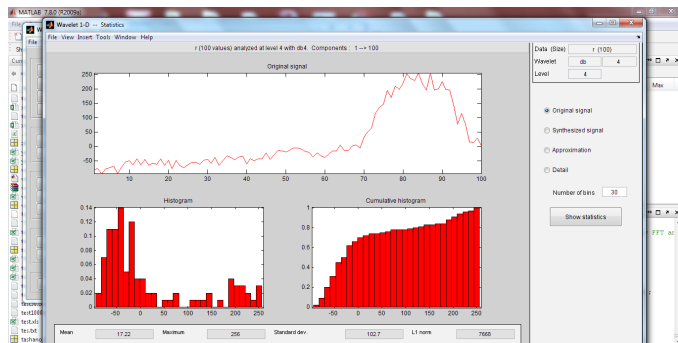 MATLAB 7.8.0 (R2009a)
Wavelet 1-D -- Statistics
File View Insert Tools Window Help
r (100 values) analyzed at level 4 with db4. Components : 1 --> 100
Data (Size) r (100)
Wavelet db 4
Level 4
Original signal
250
200
150
100
50
0
-50
10 20 30 40 50 60 70 80 90 100
Original signal
Synthesized signal
Approximation
Detail
Number of bins 30
Show statistics
Max
FFT
Histogram
0.14
0.12
0.1
0.08
0.06
0.04
0.02
0
-50 0 50 100 150 200 250
Cumulative histogram
1
0.8
0.6
0.4
0.2
0
-50 0 50 100 150 200 250
Mean 17.22 Maximum 256 Standard dev. 102.7 L1 norm 7668
test.xls
tes.txt
tashang